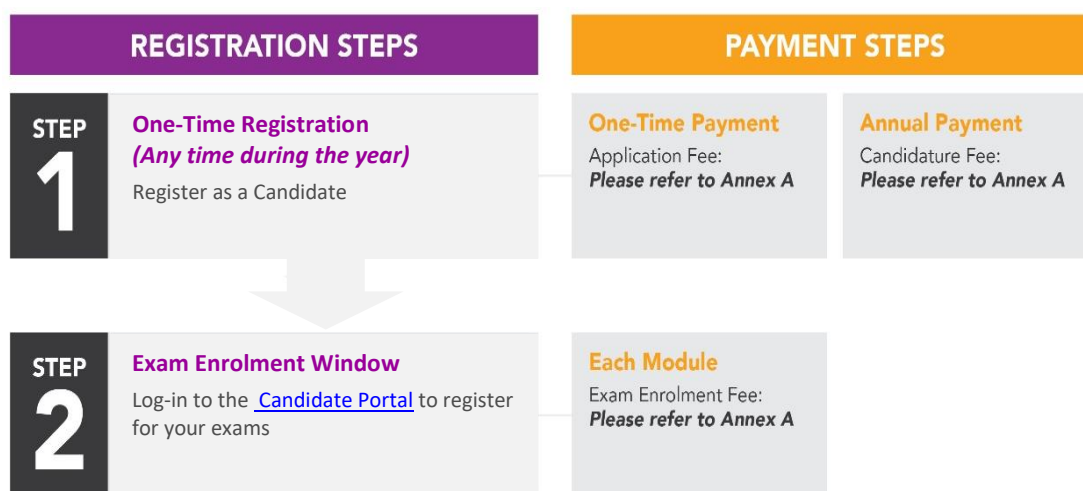 REGISTRATION STEPS
PAYMENT STEPS
STEP
1
One-Time Registration
(Any time during the year)
Register as a Candidate
One-Time Payment
Application Fee:
Please refer to Annex A
Annual Payment
Candidature Fee:
Please refer to Annex A
STEP
2
Exam Enrolment Window
Log-in to the Candidate Portal to register
for your exams
Each Module
Exam Enrolment Fee:
Please refer to Annex A